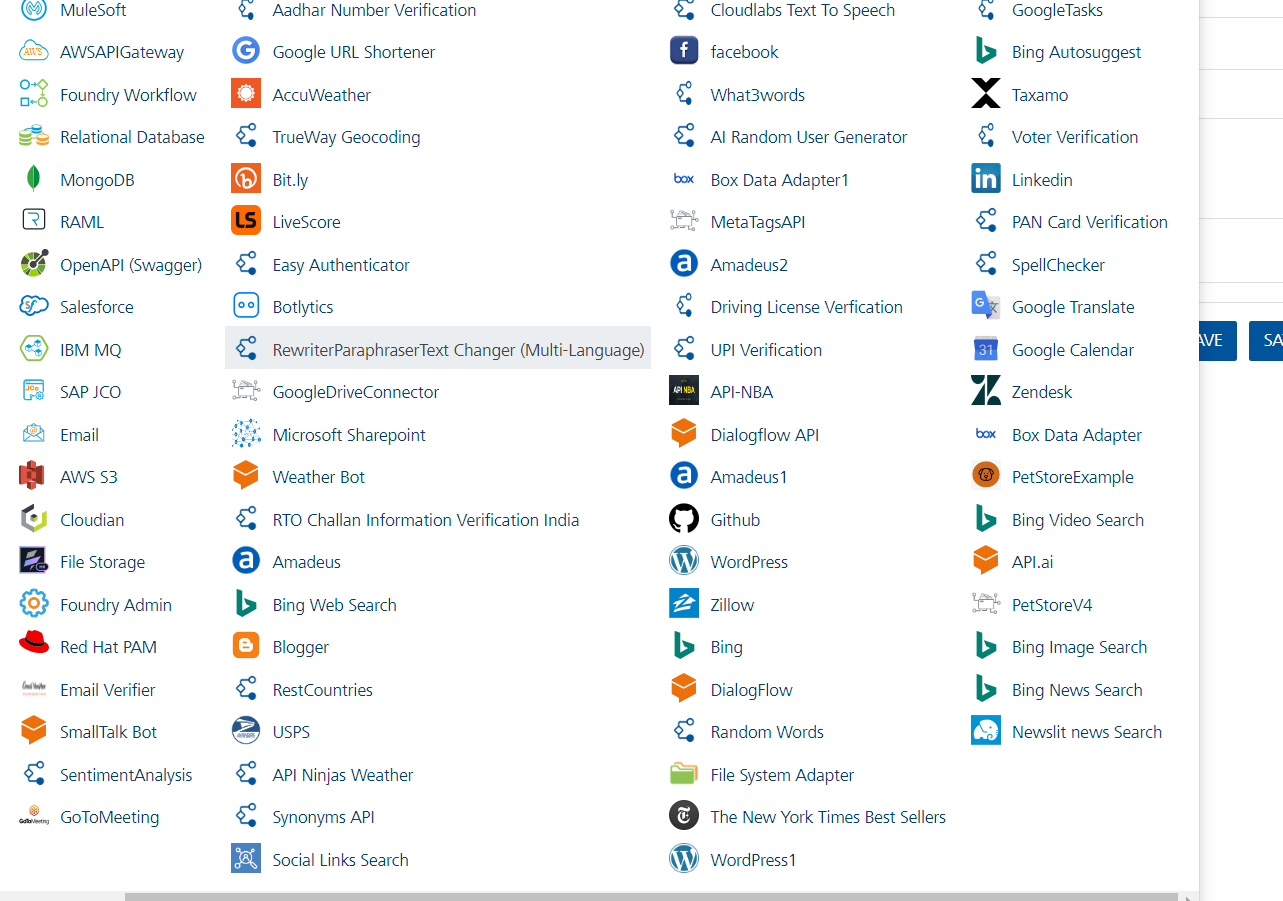 MuleSoft
AWSAPIGateway
Foundry Workflow
Relational Database
MongoDB
RAML
OpenAPI (Swagger)
Salesforce
IBM MQ
SAP JCO
Email
AWS S3
Cloudian
File Storage
Foundry Admin
Red Hat PAM
Email Verifier
SmallTalk Bot
SentimentAnalysis
GoToMeeting
Aadhar Number Verification
Google URL Shortener
AccuWeather
TrueWay Geocoding
Bit.ly
LiveScore
Easy Authenticator
Botlytics
RewriterParaphraserText Changer (Multi-Language)
GoogleDriveConnector
Microsoft Sharepoint
Weather Bot
RTO Challan Information Verification India
Amadeus
Bing Web Search
Blogger
RestCountries
USPS
API Ninjas Weather
Synonyms API
Social Links Search
Cloudlabs Text To Speech
facebook
What3words
AI Random User Generator
box Box Data Adapter1
MetaTagsAPI
Amadeus2
Driving License Verfication
UPI Verification
API NBA API-NBA
Dialogflow API
Amadeus1
Github
WordPress
Zillow
Bing
DialogFlow
Random Words
File System Adapter
The New York Times Best Sellers
WordPress1
GoogleTasks
Bing Autosuggest
Taxamo
Voter Verification
in Linkedin
PAN Card Verification
SpellChecker
Google Translate
31 Google Calendar
Zendesk
box Box Data Adapter
PetStoreExample
Bing Video Search
API.ai
PetStoreV4
Bing Image Search
Bing News Search
Newslit news Search
AVE
SA